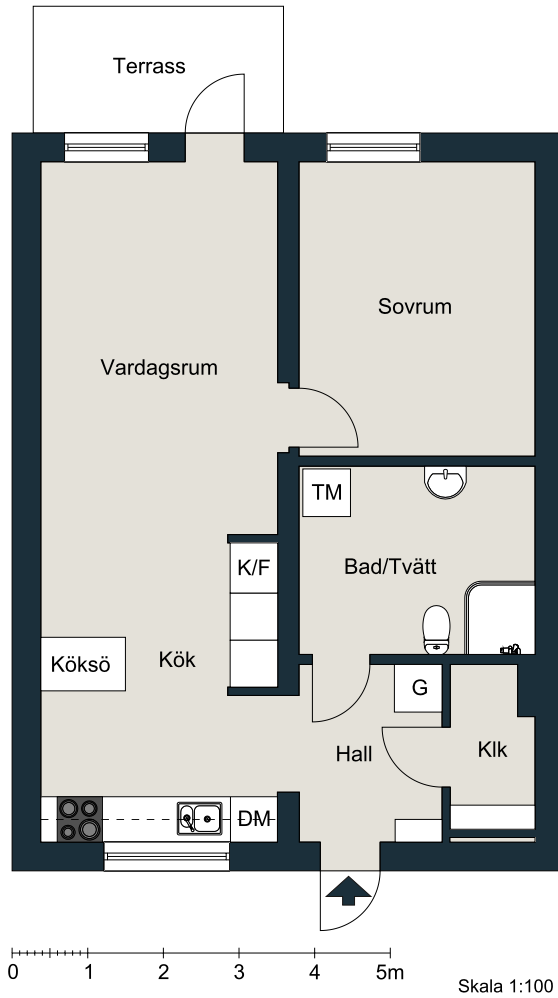 Terrass
Sovrum
Vardagsrum
TM
K/F
Bad/Tvätt
Köksö
Kök
G
Hall
Klk
DM
0 1 2 3 4 5m
Skala 1:100